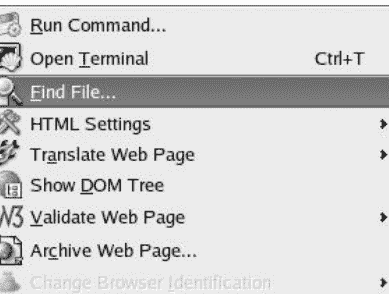 Run Command...
Open Terminal Ctrl+T
Find File...
HTML Settings
Translate Web Page
Show DOM Tree
W3 Validate Web Page
Archive Web Page...
Change Browser Identification